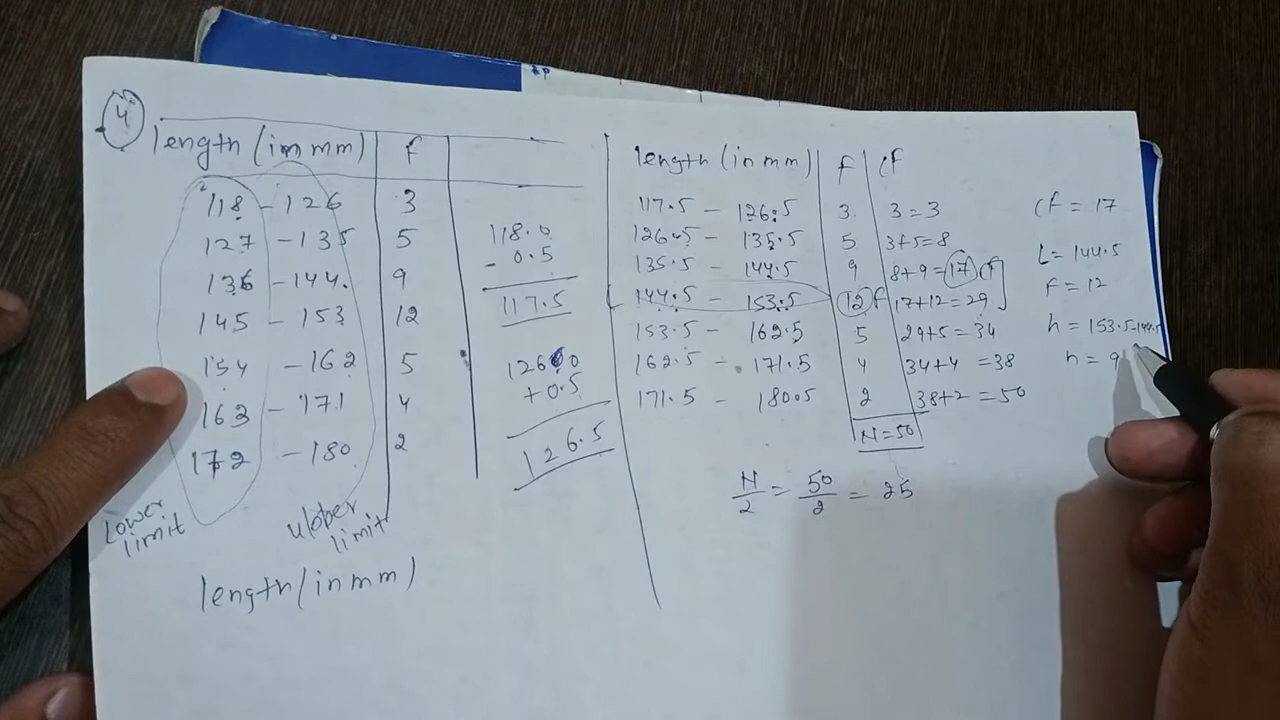 4
length (in mm) f
118 - 126 3
127 - 135 5
136 - 144. 9
145 - 153 12
154 - 162 5
163 - 171 4
172 - 180 2
lower limit
upper limit
length (in mm)
118.0
- 0.5
117.5
126.0
+ 0.5
126.5
length (in mm) f cf
117.5 - 126.5 3. 3=3
126.5 - 135.5 5 3+5=8
135.5 - 144.5 9 8+9=17 cf
144.5 - 153.5 12 f 17+12=29
153.5 - 162.5 5 29+5=34
162.5 - 171.5 4 34+4=38
171.5 - 180.5 2 38+2=50
N=50
N/2 = 50/2 = 25
cf = 17
L = 144.5
f = 12
h = 153.5-144.5
h = 9